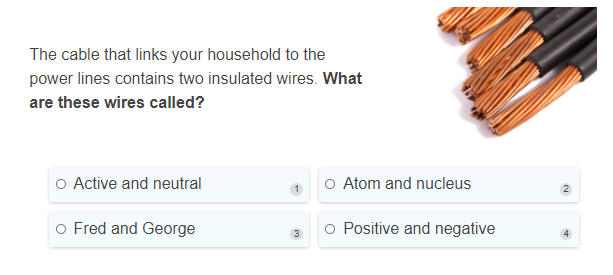 The cable that links your household to the
power lines contains two insulated wires. What
are these wires called?
Active and neutral
1
Atom and nucleus
2
Fred and George
3
Positive and negative
4